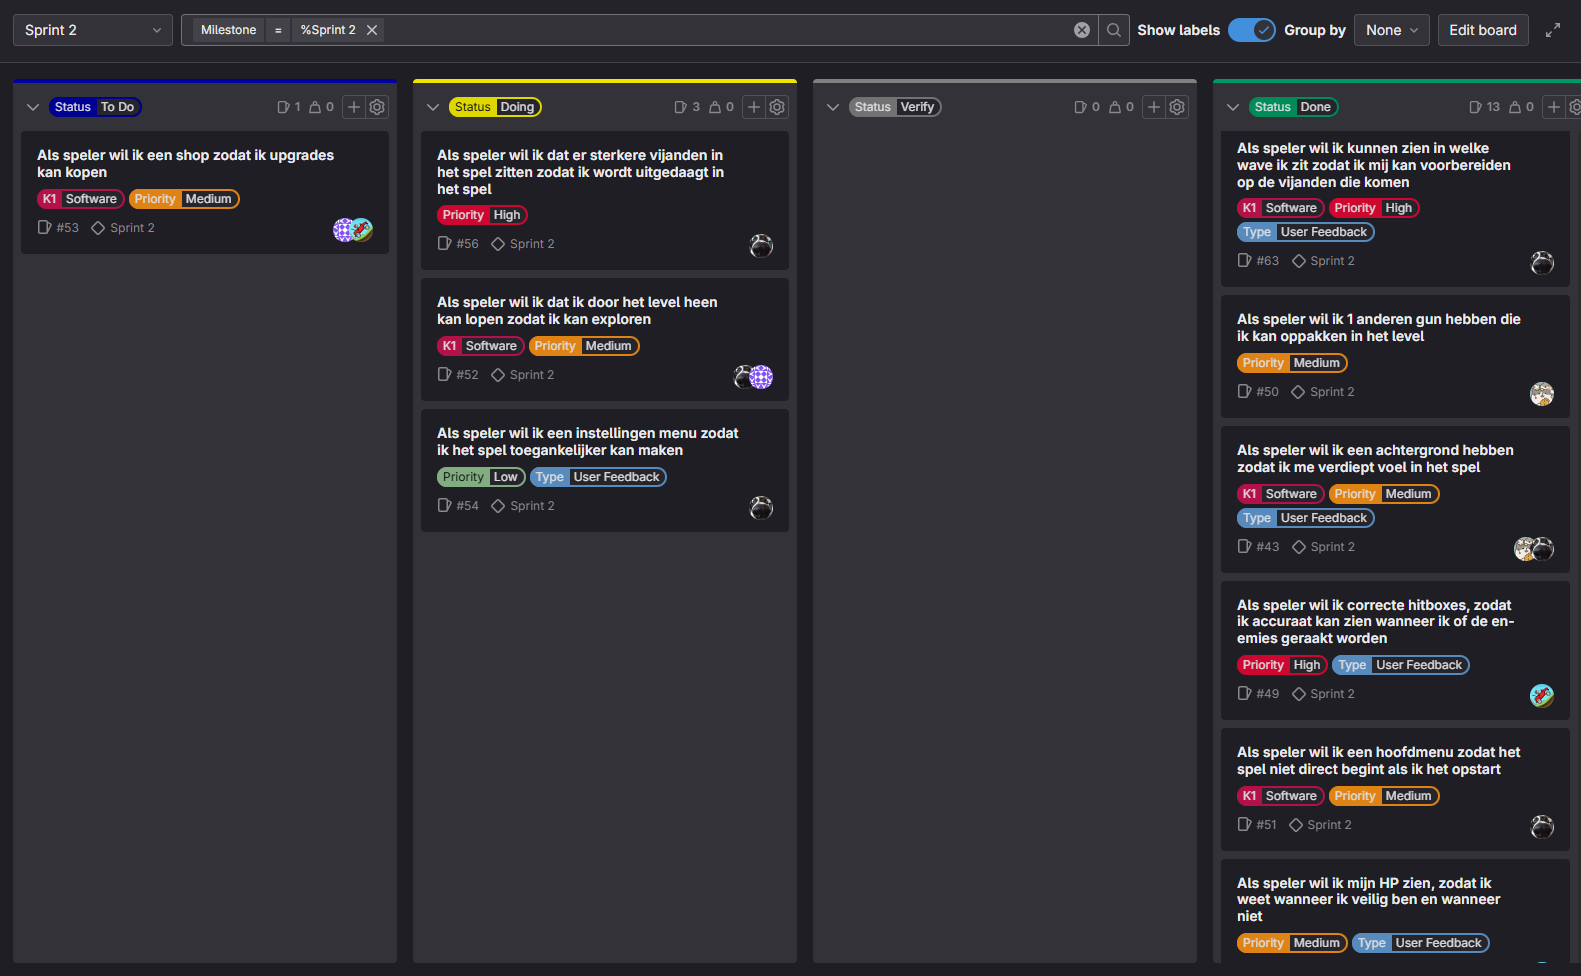 Sprint 2
Milestone = %Sprint 2
Show labels
Group by
None
Edit board
Status To Do
1 0
Als speler wil ik een shop zodat ik upgrades
kan kopen
K1 Software Priority Medium
#53 Sprint 2
Status Doing
3 0
Als speler wil ik dat er sterkere vijanden in
het spel zitten zodat ik wordt uitgedaagt in
het spel
Priority High
#56 Sprint 2
Als speler wil ik dat ik door het level heen
kan lopen zodat ik kan exploren
K1 Software Priority Medium
#52 Sprint 2
Als speler wil ik een instellingen menu zodat
ik het spel toegankelijker kan maken
Priority Low Type User Feedback
#54 Sprint 2
Status Verify
0 0
Status Done
13 0
Als speler wil ik kunnen zien in welke
wave ik zit zodat ik mij kan voorbereiden
op de vijanden die komen
K1 Software Priority High
Type User Feedback
#63 Sprint 2
Als speler wil ik 1 anderen gun hebben die
ik kan oppakken in het level
Priority Medium
#50 Sprint 2
Als speler wil ik een achtergrond hebben
zodat ik me verdiept voel in het spel
K1 Software Priority Medium
Type User Feedback
#43 Sprint 2
Als speler wil ik correcte hitboxes, zodat
ik accuraat kan zien wanneer ik of de en-
emies geraakt worden
Priority High Type User Feedback
#49 Sprint 2
Als speler wil ik een hoofdmenu zodat het
spel niet direct begint als ik het opstart
K1 Software Priority Medium
#51 Sprint 2
Als speler wil ik mijn HP zien, zodat ik
weet wanneer ik veilig ben en wanneer
niet
Priority Medium Type User Feedback